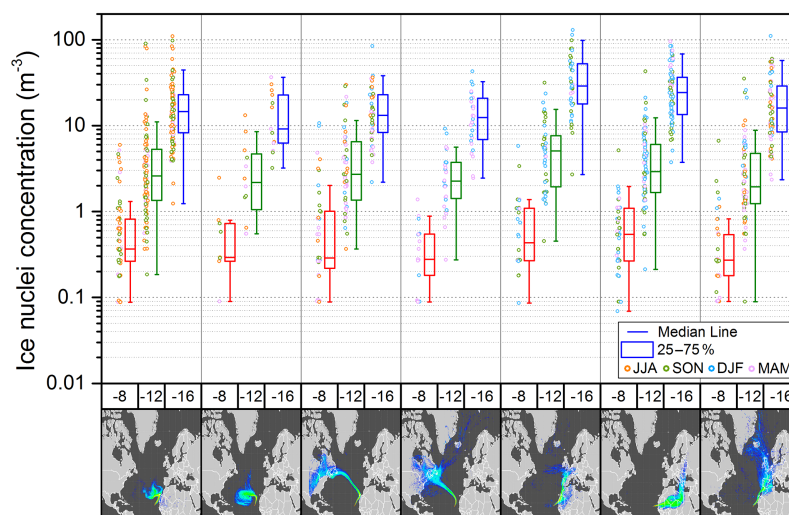 Ice nuclei concentration (m⁻³)
100
10
1
0.1
0.01
Median Line
25–75 %
JJA SON DJF MAM
-8 -12 -16 -8 -12 -16 -8 -12 -16 -8 -12 -16 -8 -12 -16 -8 -12 -16 -8 -12 -16